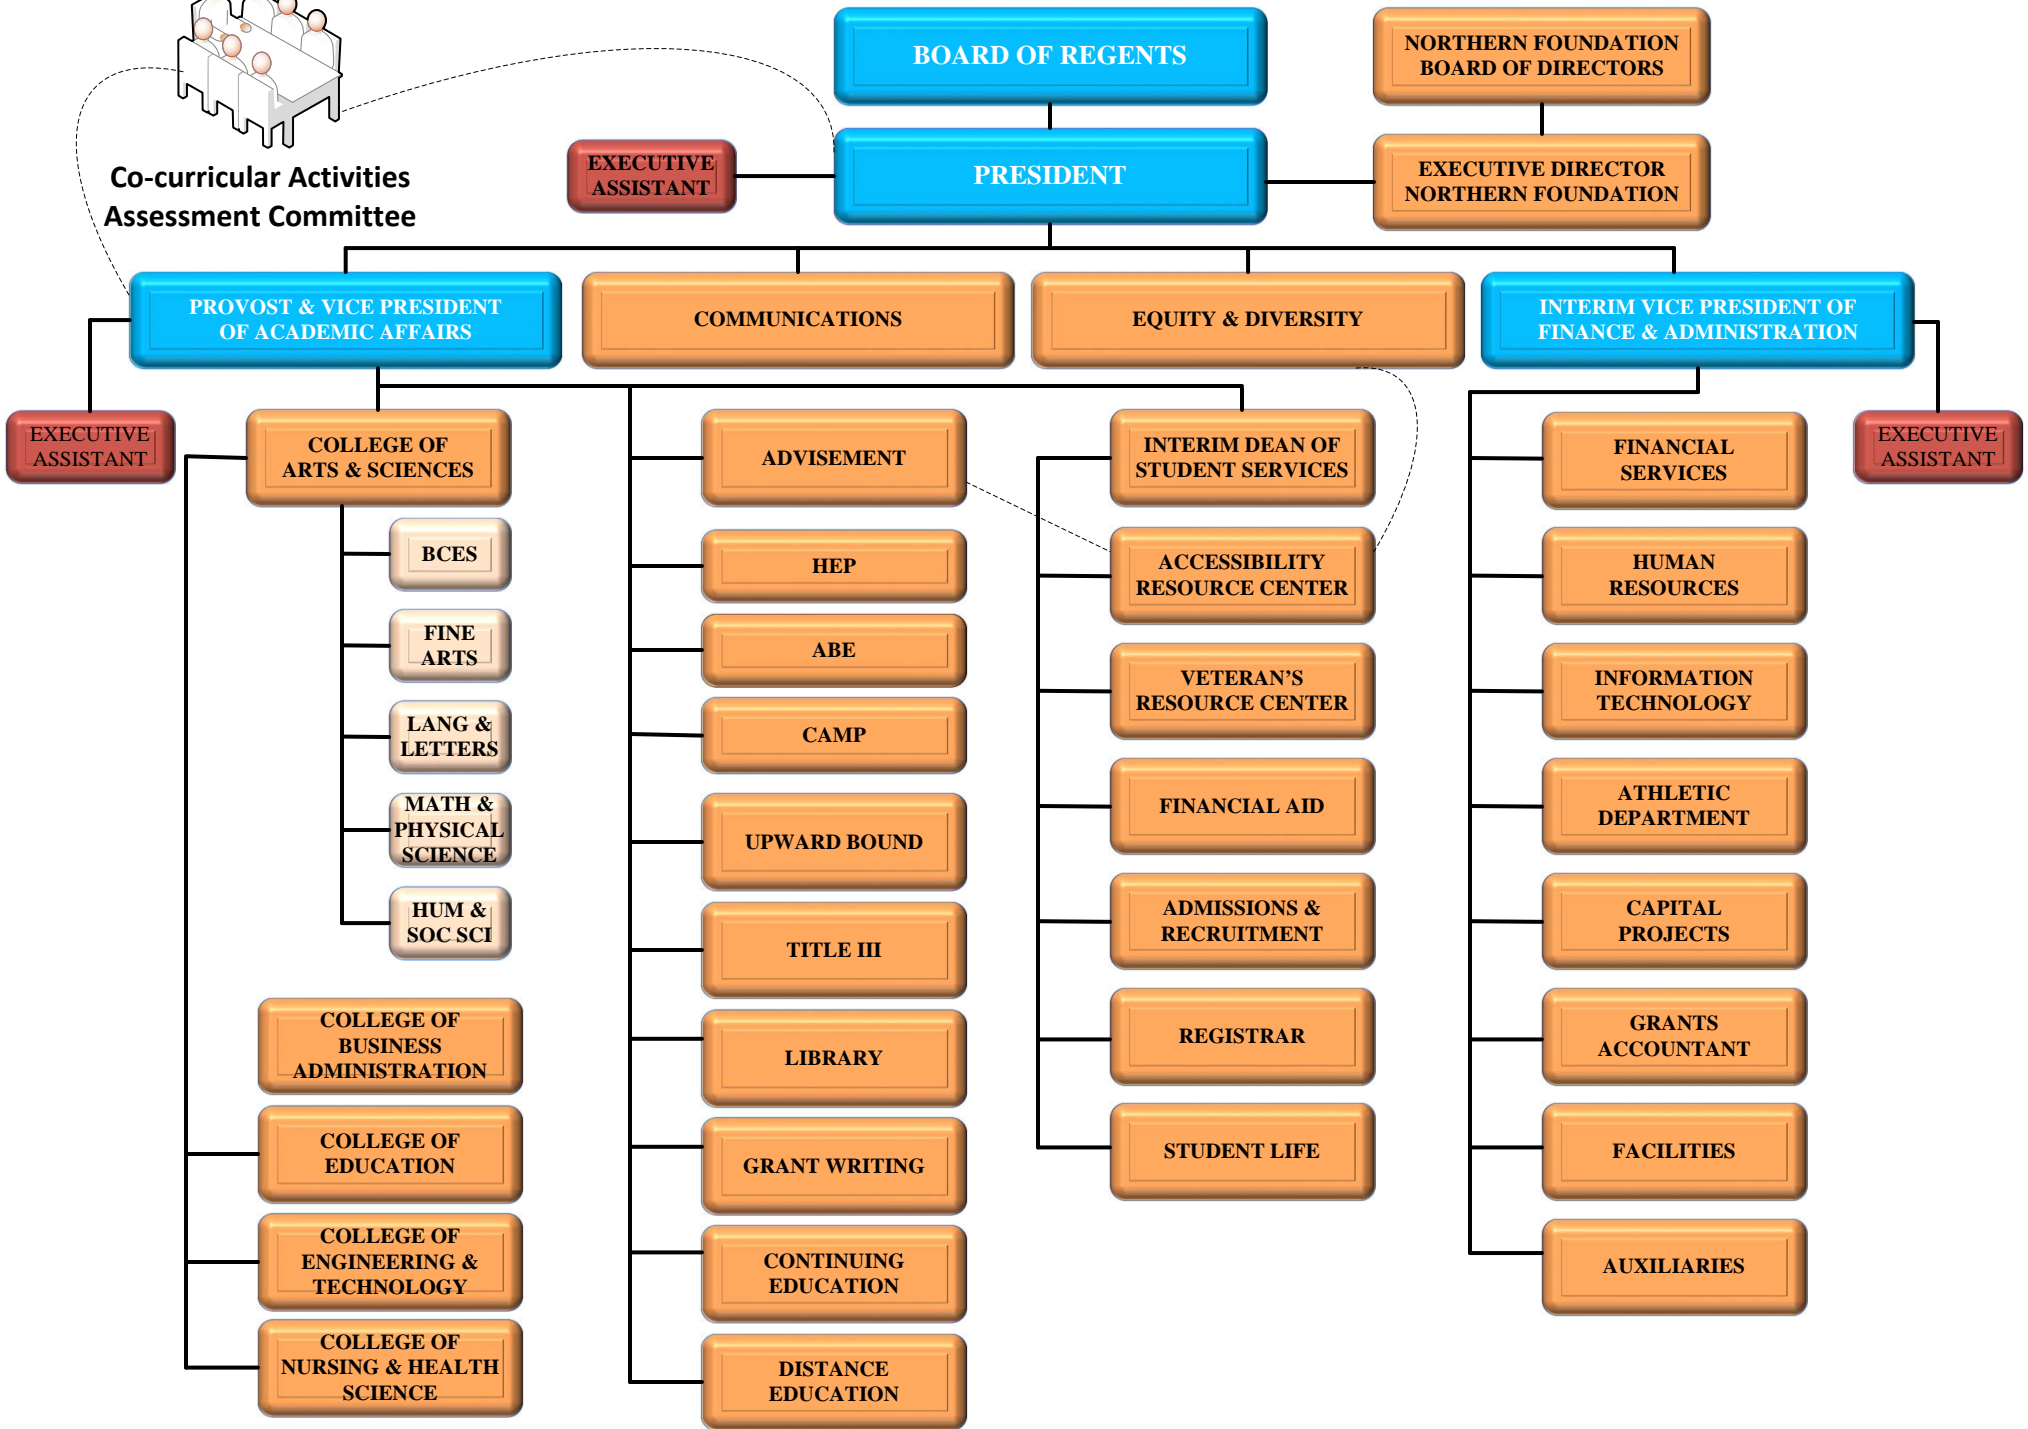 BOARD OF REGENTS
NORTHERN FOUNDATION
BOARD OF DIRECTORS
Co-curricular Activities
Assessment Committee
EXECUTIVE
ASSISTANT
PRESIDENT
EXECUTIVE DIRECTOR
NORTHERN FOUNDATION
PROVOST & VICE PRESIDENT
OF ACADEMIC AFFAIRS
COMMUNICATIONS
EQUITY & DIVERSITY
INTERIM VICE PRESIDENT OF
FINANCE & ADMINISTRATION
EXECUTIVE
ASSISTANT
COLLEGE OF
ARTS & SCIENCES
BCES
FINE
ARTS
LANG &
LETTERS
MATH &
PHYSICAL
SCIENCE
HUM &
SOC SCI
COLLEGE OF
BUSINESS
ADMINISTRATION
COLLEGE OF
EDUCATION
COLLEGE OF
ENGINEERING &
TECHNOLOGY
COLLEGE OF
NURSING & HEALTH
SCIENCE
ADVISEMENT
HEP
ABE
CAMP
UPWARD BOUND
TITLE III
LIBRARY
GRANT WRITING
CONTINUING
EDUCATION
DISTANCE
EDUCATION
INTERIM DEAN OF
STUDENT SERVICES
ACCESSIBILITY
RESOURCE CENTER
VETERAN’S
RESOURCE CENTER
FINANCIAL AID
ADMISSIONS &
RECRUITMENT
REGISTRAR
STUDENT LIFE
FINANCIAL
SERVICES
HUMAN
RESOURCES
INFORMATION
TECHNOLOGY
ATHLETIC
DEPARTMENT
CAPITAL
PROJECTS
GRANTS
ACCOUNTANT
FACILITIES
AUXILIARIES
EXECUTIVE
ASSISTANT